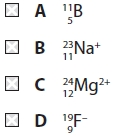 A ¹¹₅B
B ²³₁₁Na⁺
C ²⁴₁₂Mg²⁺
D ¹⁹₉F⁻